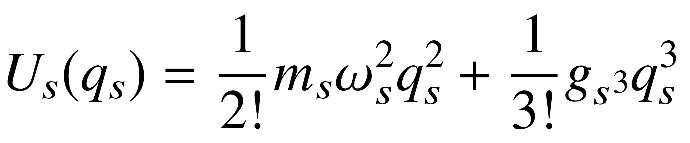 $U_s(q_s) = \frac{1}{2!} m_s \omega_s^2 q_s^2 + \frac{1}{3!} g_{s^3} q_s^3$